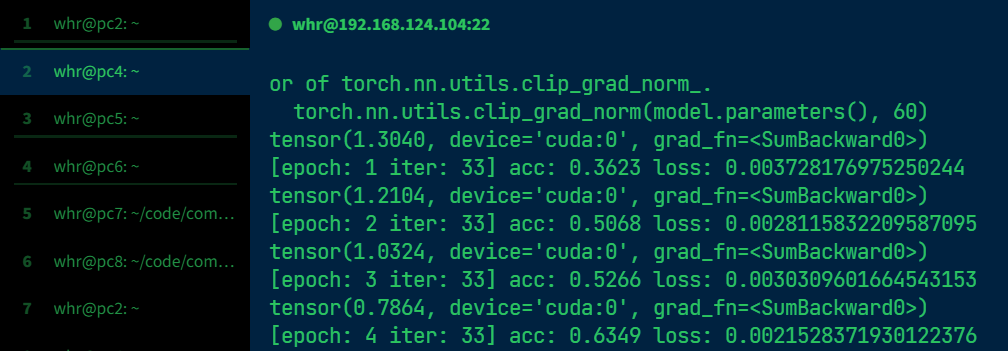 1 whr@pc2: ~
2 whr@pc4: ~
3 whr@pc5: ~
4 whr@pc6: ~
5 whr@pc7: ~/code/com...
6 whr@pc8: ~/code/com...
7 whr@pc2: ~
whr@192.168.124.104:22
or of torch.nn.utils.clip_grad_norm_.
torch.nn.utils.clip_grad_norm(model.parameters(), 60)
tensor(1.3040, device='cuda:0', grad_fn=<SumBackward0>)
[epoch: 1 iter: 33] acc: 0.3623 loss: 0.003728176975250244
tensor(1.2104, device='cuda:0', grad_fn=<SumBackward0>)
[epoch: 2 iter: 33] acc: 0.5068 loss: 0.0028115832209587095
tensor(1.0324, device='cuda:0', grad_fn=<SumBackward0>)
[epoch: 3 iter: 33] acc: 0.5266 loss: 0.00303096016645431​53
tensor(0.7864, device='cuda:0', grad_fn=<SumBackward0>)
[epoch: 4 iter: 33] acc: 0.6349 loss: 0.0021528371930122376